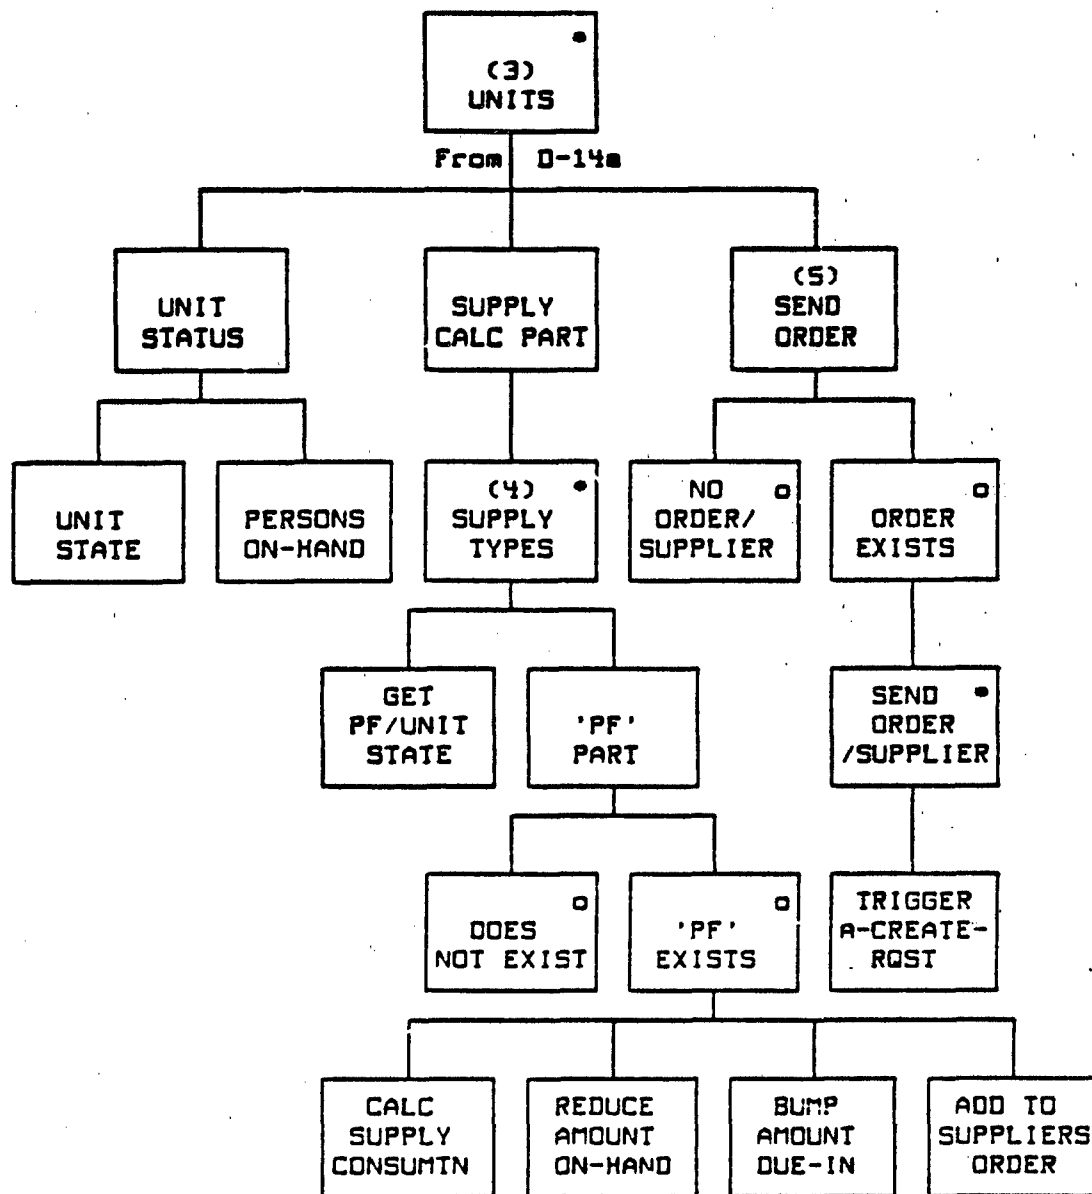 (3)
UNITS
From D-14a
UNIT
STATUS
SUPPLY
CALC PART
(5)
SEND
ORDER
UNIT
STATE
PERSONS
ON-HAND
(4)
SUPPLY
TYPES
NO
ORDER/
SUPPLIER
ORDER
EXISTS
GET
PF/UNIT
STATE
'PF'
PART
SEND
ORDER
/SUPPLIER
DOES
NOT EXIST
'PF'
EXISTS
TRIGGER
A-CREATE-
RQST
CALC
SUPPLY
CONSUMTN
REDUCE
AMOUNT
ON-HAND
BUMP
AMOUNT
DUE-IN
ADD TO
SUPPLIERS
ORDER